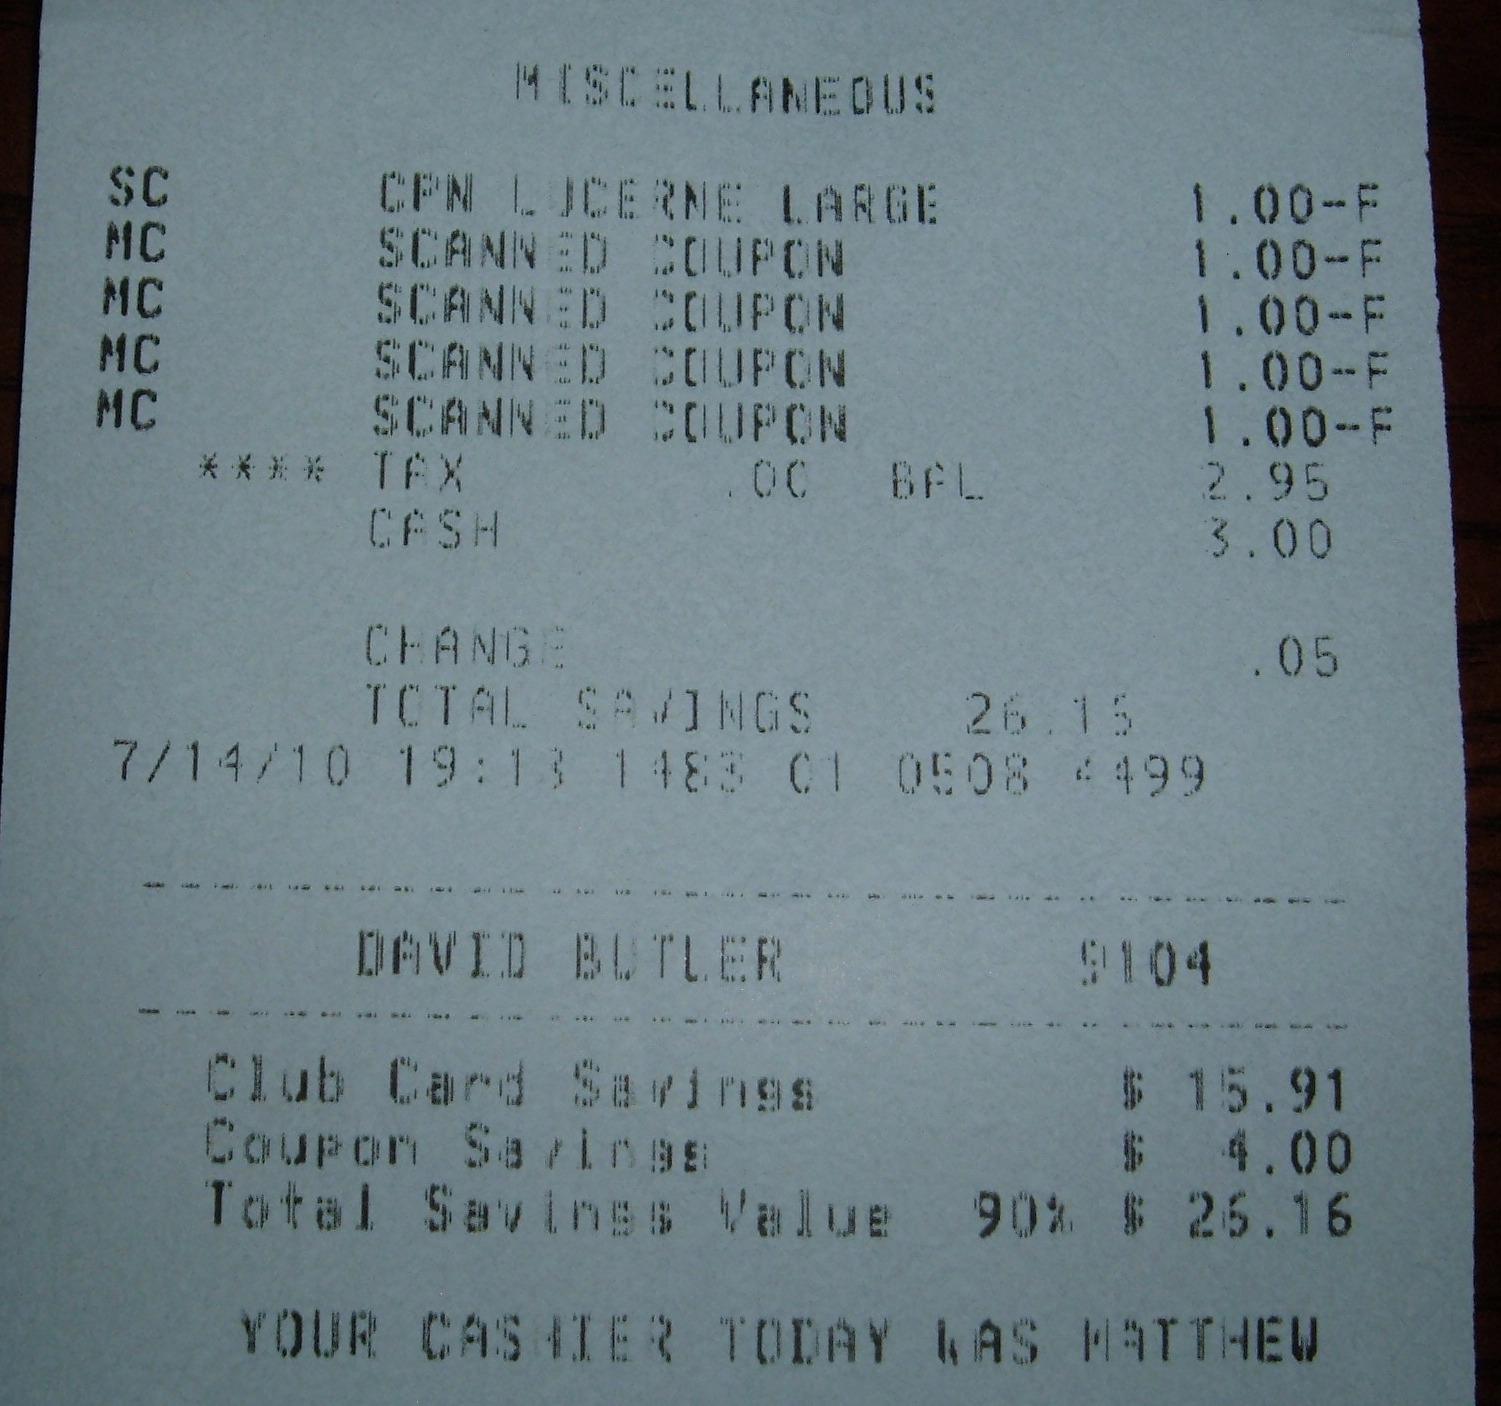 MISCELLANEOUS
SC CPN LUCERNE LARGE 1.00-F
MC SCANNED COUPON 1.00-F
MC SCANNED COUPON 1.00-F
MC SCANNED COUPON 1.00-F
MC SCANNED COUPON 1.00-F
**** TAX .00 BAL 2.95
CASH 3.00
CHANGE .05
TOTAL SAVINGS 26.15
7/14/10 19:13 1483 01 0508 4499
DAVID BUTLER 9104
Club Card Savings $ 15.91
Coupon Savings $ 4.00
Total Savings Value 90% $ 26.16
YOUR CASHIER TODAY WAS MATTHEW